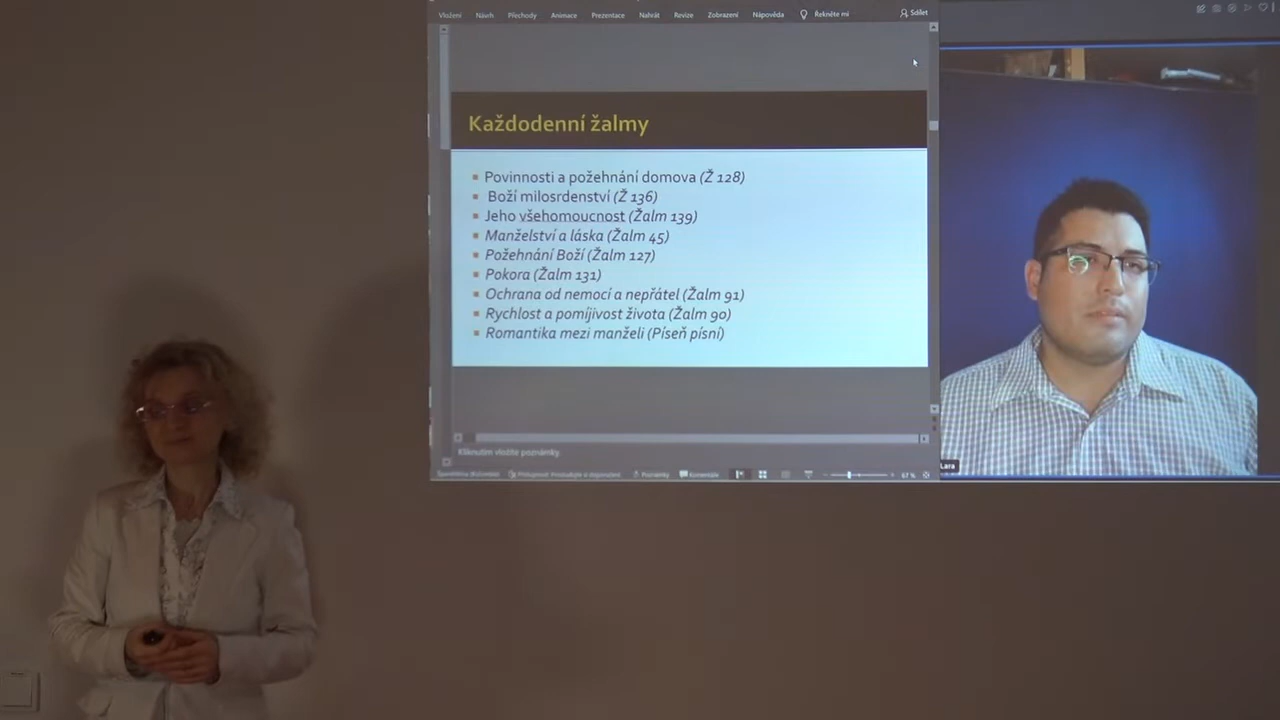 Vložení Návrh Přechody Animace Prezentace Nahrát Revize Zobrazení Nápověda Řekněte mi Sdílet
Každodenní žalmy
Povinnosti a požehnání domova (Ž 128)
Boží milosrdenství (Ž 136)
Jeho všehomoucnost (Žalm 139)
Manželství a láska (Žalm 45)
Požehnání Boží (Žalm 127)
Pokora (Žalm 131)
Ochrana od nemocí a nepřátel (Žalm 91)
Rychlost a pomíjivost života (Žalm 90)
Romantika mezi manželi (Píseň písní)
Kliknutím vložíte poznámky.
Poznámky Komentáře 67 %
Lara